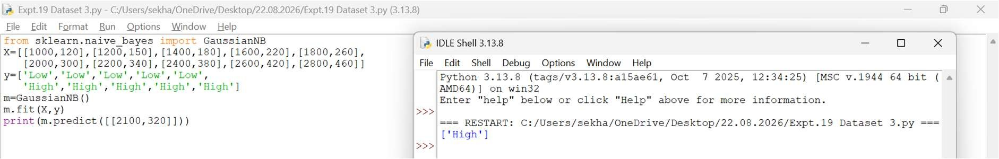 Expt.19 Dataset 3.py - C:/Users/sekha/OneDrive/Desktop/22.08.2026/Expt.19 Dataset 3.py (3.13.8)
File Edit Format Run Options Window Help
from sklearn.naive_bayes import GaussianNB
X=[[1000,120],[1200,150],[1400,180],[1600,220],[1800,260],
   [2000,300],[2200,340],[2400,380],[2600,420],[2800,460]]
y=['Low','Low','Low','Low','Low',
   'High','High','High','High','High']
m=GaussianNB()
m.fit(X,y)
print(m.predict([[2100,320]]))
IDLE Shell 3.13.8
File Edit Shell Debug Options Window Help
Python 3.13.8 (tags/v3.13.8:a15ae61, Oct  7 2025, 12:34:25) [MSC v.1944 64 bit (
AMD64)] on win32
Enter "help" below or click "Help" above for more information.
>>>
=== RESTART: C:/Users/sekha/OneDrive/Desktop/22.08.2026/Expt.19 Dataset 3.py ===
['High']
>>>